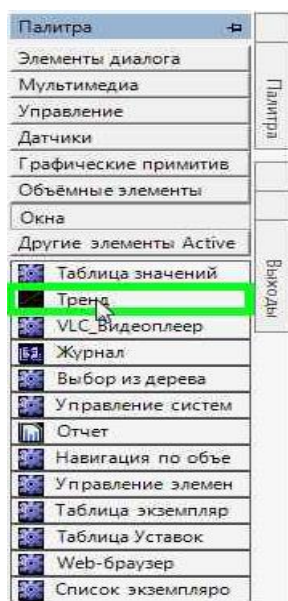 Палитра
Элементы диалога
Мультимедиа
Управление
Датчики
Графические примитив
Объёмные элементы
Окна
Другие элементы Active
Таблица значений
Тренд
VLC_Видеоплеер
Журнал
Выбор из дерева
Управление систем
Отчет
Навигация по объе
Управление элемен
Таблица экземпляр
Таблица Уставок
Web-браузер
Список экземпляро
Палитра
Выходы